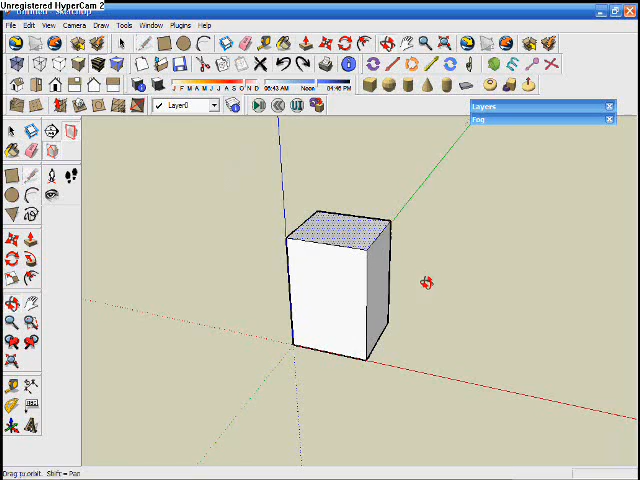 Unregistered HyperCam 2
File Edit View Camera Draw Tools Window Plugins Help
J F M A M J J A S O N D 06:43 AM Noon 04:46 PM
Layer0
Layers
Fog
Drag to orbit. Shift = Pan